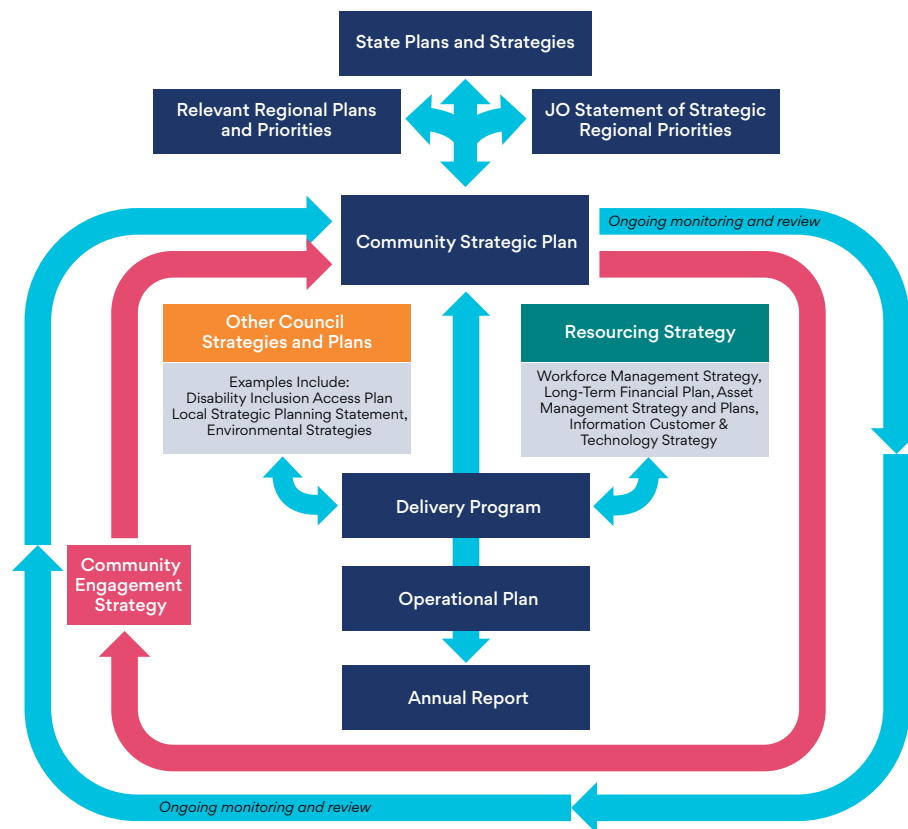 State Plans and Strategies
Relevant Regional Plans
and Priorities
JO Statement of Strategic
Regional Priorities
Community Strategic Plan
Ongoing monitoring and review
Other Council
Strategies and Plans
Examples Include:
Disability Inclusion Access Plan
Local Strategic Planning Statement,
Environmental Strategies
Resourcing Strategy
Workforce Management Strategy,
Long-Term Financial Plan, Asset
Management Strategy and Plans,
Information Customer &
Technology Strategy
Delivery Program
Community
Engagement
Strategy
Operational Plan
Annual Report
Ongoing monitoring and review